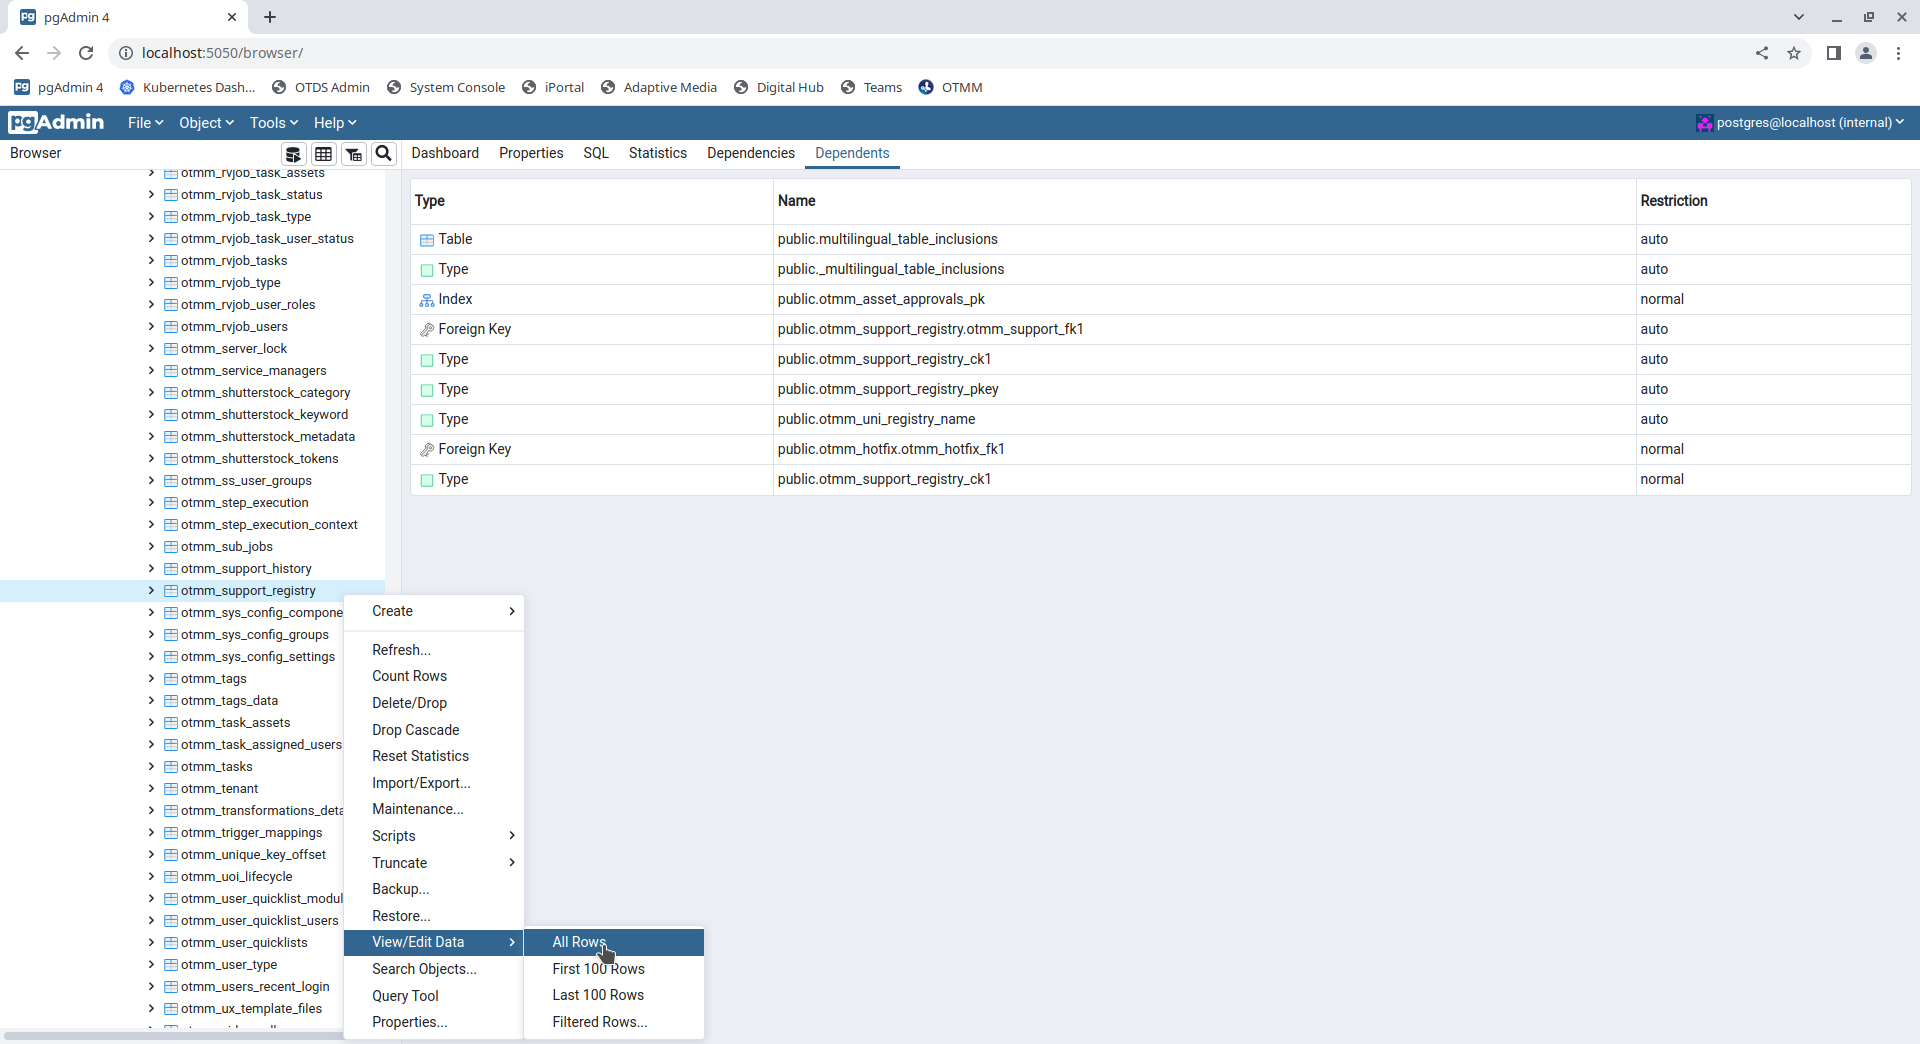 pgAdmin 4
localhost:5050/browser/
pgAdmin 4
Kubernetes Dash...
OTDS Admin
System Console
iPortal
Adaptive Media
Digital Hub
Teams
OTMM
pgAdmin
File
Object
Tools
Help
postgres@localhost (internal)
Browser
Dashboard
Properties
SQL
Statistics
Dependencies
Dependents
otmm_rvjob_task_assets
otmm_rvjob_task_status
otmm_rvjob_task_type
otmm_rvjob_task_user_status
otmm_rvjob_tasks
otmm_rvjob_type
otmm_rvjob_user_roles
otmm_rvjob_users
otmm_server_lock
otmm_service_managers
otmm_shutterstock_category
otmm_shutterstock_keyword
otmm_shutterstock_metadata
otmm_shutterstock_tokens
otmm_ss_user_groups
otmm_step_execution
otmm_step_execution_context
otmm_sub_jobs
otmm_support_history
otmm_support_registry
otmm_sys_config_compone
otmm_sys_config_groups
otmm_sys_config_settings
otmm_tags
otmm_tags_data
otmm_task_assets
otmm_task_assigned_users
otmm_tasks
otmm_tenant
otmm_transformations_deta
otmm_trigger_mappings
otmm_unique_key_offset
otmm_uoi_lifecycle
otmm_user_quicklist_modul
otmm_user_quicklist_users
otmm_user_quicklists
otmm_user_type
otmm_users_recent_login
otmm_ux_template_files
Type Name Restriction
Table public.multilingual_table_inclusions auto
Type public._multilingual_table_inclusions auto
Index public.otmm_asset_approvals_pk normal
Foreign Key public.otmm_support_registry.otmm_support_fk1 auto
Type public.otmm_support_registry_ck1 auto
Type public.otmm_support_registry_pkey auto
Type public.otmm_uni_registry_name auto
Foreign Key public.otmm_hotfix.otmm_hotfix_fk1 normal
Type public.otmm_support_registry_ck1 normal
Create
Refresh...
Count Rows
Delete/Drop
Drop Cascade
Reset Statistics
Import/Export...
Maintenance...
Scripts
Truncate
Backup...
Restore...
View/Edit Data
Search Objects...
Query Tool
Properties...
All Rows
First 100 Rows
Last 100 Rows
Filtered Rows...